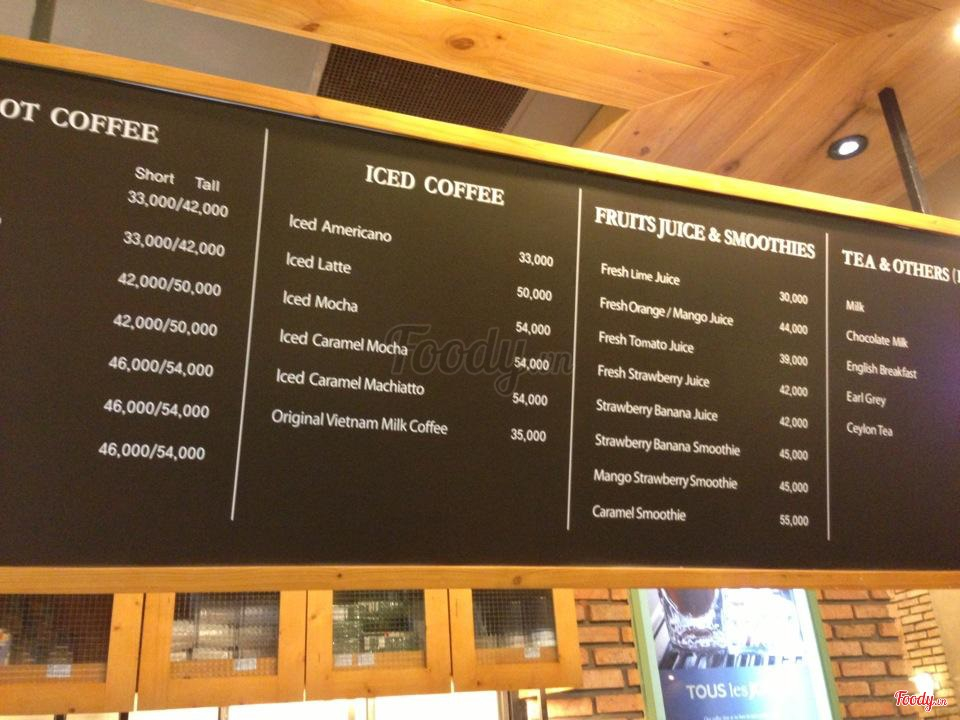 OT COFFEE
Short Tall
33,000/42,000
33,000/42,000
42,000/50,000
42,000/50,000
46,000/54,000
46,000/54,000
46,000/54,000
ICED COFFEE
Iced Americano 33,000
Iced Latte 50,000
Iced Mocha 54,000
Iced Caramel Mocha 54,000
Iced Caramel Machiatto 54,000
Original Vietnam Milk Coffee 35,000
FRUITS JUICE & SMOOTHIES
Fresh Lime Juice 30,000
Fresh Orange / Mango Juice 44,000
Fresh Tomato Juice 39,000
Fresh Strawberry Juice 42,000
Strawberry Banana Juice 42,000
Strawberry Banana Smoothie 45,000
Mango Strawberry Smoothie 45,000
Caramel Smoothie 55,000
TEA & OTHERS (
Milk
Chocolate Milk
English Breakfast
Earl Grey
Ceylon Tea
Foody.vn
TOUS les
Foody.vn